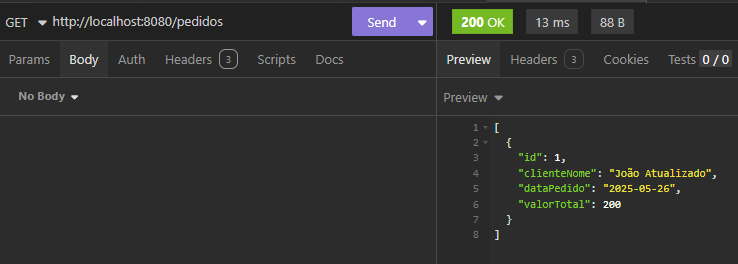 GET http://localhost:8080/pedidos Send 200 OK 13 ms 88 B
Params Body Auth Headers 3 Scripts Docs
Preview Headers 3 Cookies Tests 0 / 0
No Body
Preview
1 [
2 {
3 "id": 1,
4 "clienteNome": "João Atualizado",
5 "dataPedido": "2025-05-26",
6 "valorTotal": 200
7 }
8 ]